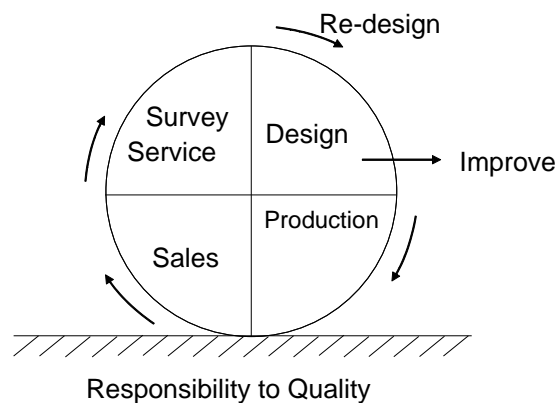 Re-design
Survey
Service
Design
Improve
Production
Sales
Responsibility to Quality